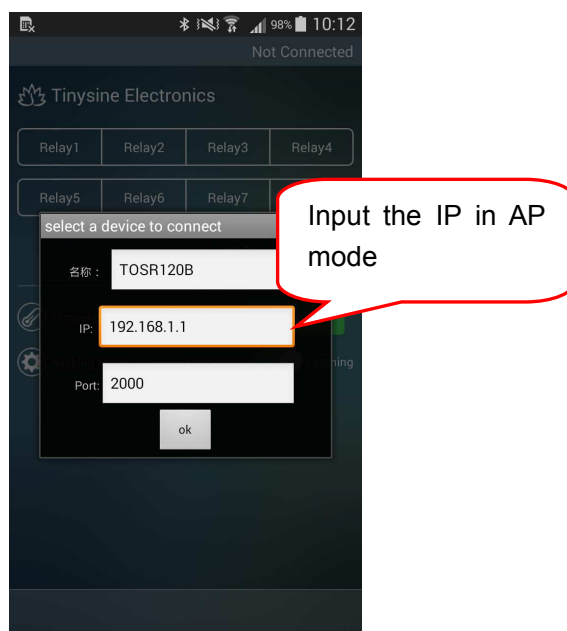 98% 10:12
Not Connected
Tinysine Electronics
Relay1 Relay2 Relay3 Relay4
Relay5 Relay6 Relay7
select a device to connect
名称： TOSR120B
IP: 192.168.1.1
Port: 2000
ok
Input the IP in AP
mode